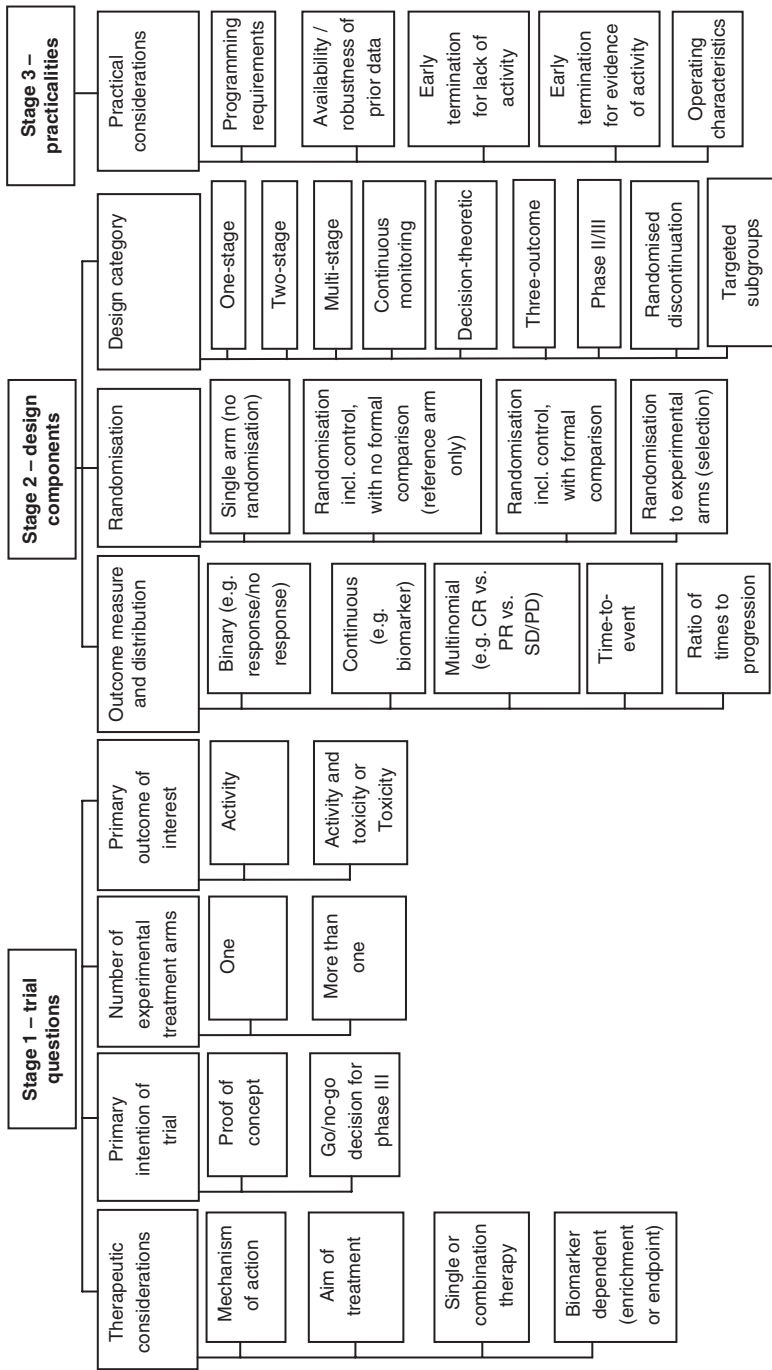 Stage 1 – trial
questions
Therapeutic
considerations
Mechanism
of action
Aim of
treatment
Single or
combination
therapy
Biomarker
dependent
(enrichment
or endpoint)
Primary
intention of
trial
Proof of
concept
Go/no-go
decision for
phase III
Number of
experimental
treatment arms
One
More than
one
Primary
outcome of
interest
Activity
Activity and
toxicity or
Toxicity
Stage 2 – design
components
Outcome measure
and distribution
Binary (e.g.
response/no
response)
Continuous
(e.g.
biomarker)
Multinomial
(e.g. CR vs.
PR vs.
SD/PD)
Time-to-
event
Ratio of
times to
progression
Randomisation
Single arm (no
randomisation)
Randomisation
incl. control,
with no formal
comparison
(reference arm
only)
Randomisation
incl. control,
with formal
comparison
Randomisation
to experimental
arms (selection)
Design category
One-stage
Two-stage
Multi-stage
Continuous
monitoring
Decision-theoretic
Three-outcome
Phase II/III
Randomised
discontinuation
Targeted
subgroups
Stage 3 –
practicalities
Practical
considerations
Programming
requirements
Availability /
robustness of
prior data
Early
termination
for lack of
activity
Early
termination
for evidence
of activity
Operating
characteristics